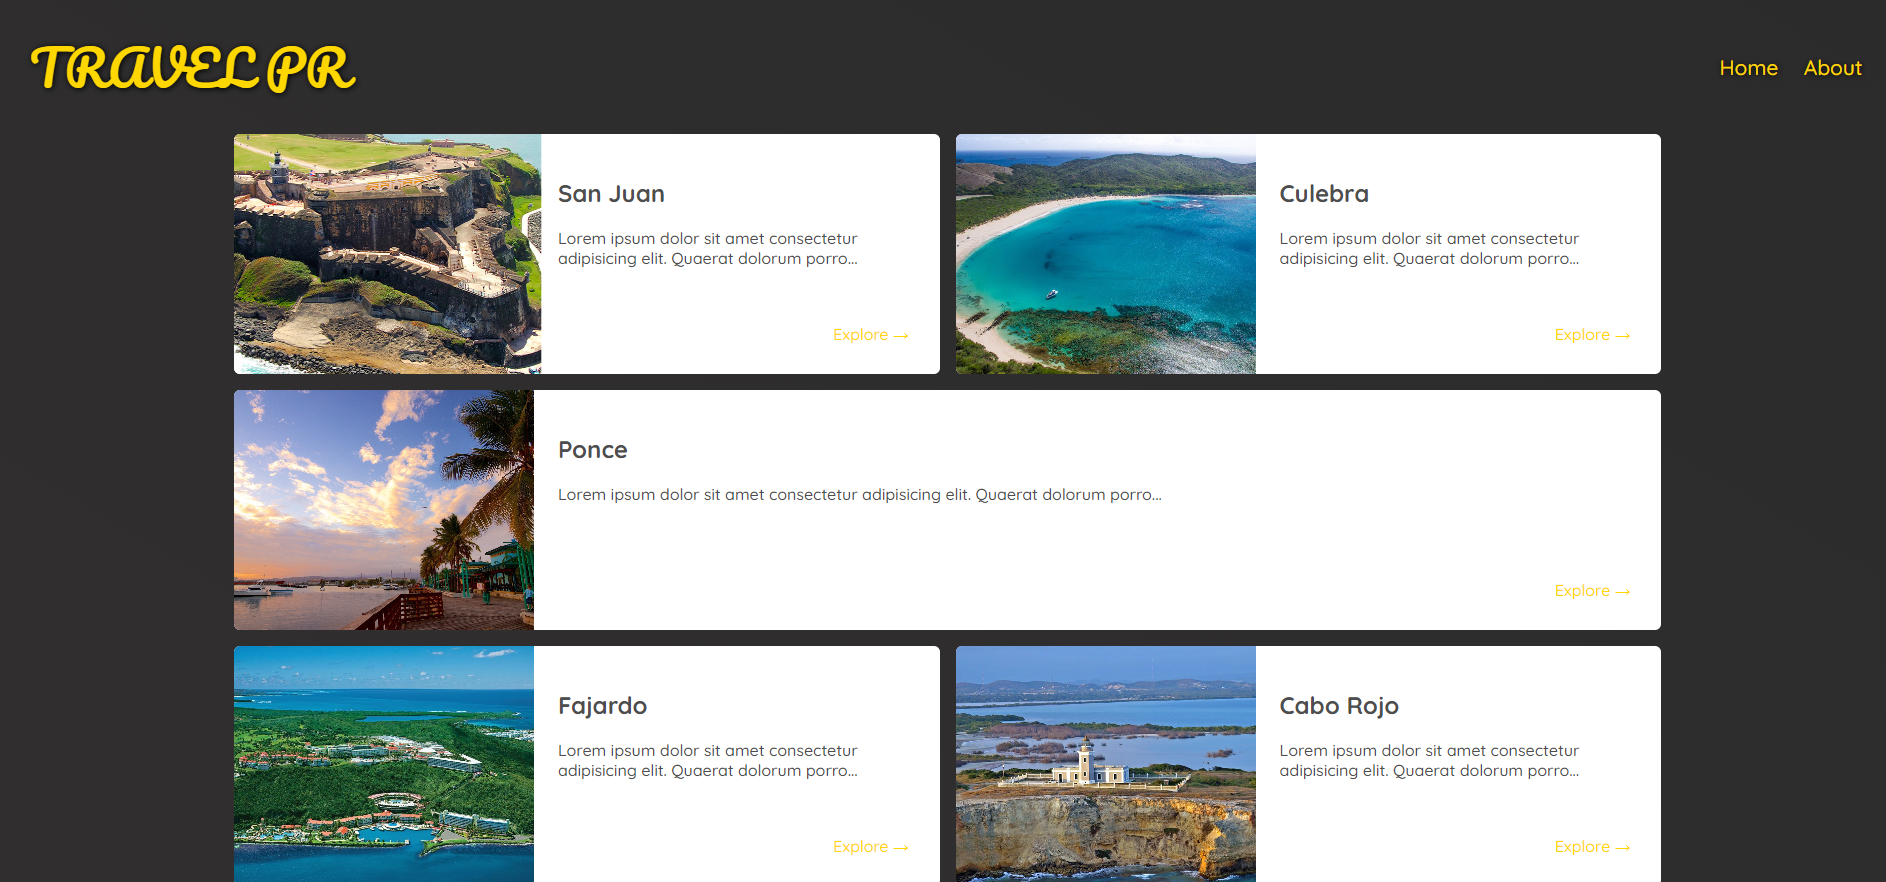 TRAVEL PR
Home
About
San Juan
Lorem ipsum dolor sit amet consectetur
adipisicing elit. Quaerat dolorum porro...
Explore →
Culebra
Lorem ipsum dolor sit amet consectetur
adipisicing elit. Quaerat dolorum porro...
Explore →
Ponce
Lorem ipsum dolor sit amet consectetur adipisicing elit. Quaerat dolorum porro...
Explore →
Fajardo
Lorem ipsum dolor sit amet consectetur
adipisicing elit. Quaerat dolorum porro...
Explore →
Cabo Rojo
Lorem ipsum dolor sit amet consectetur
adipisicing elit. Quaerat dolorum porro...
Explore →